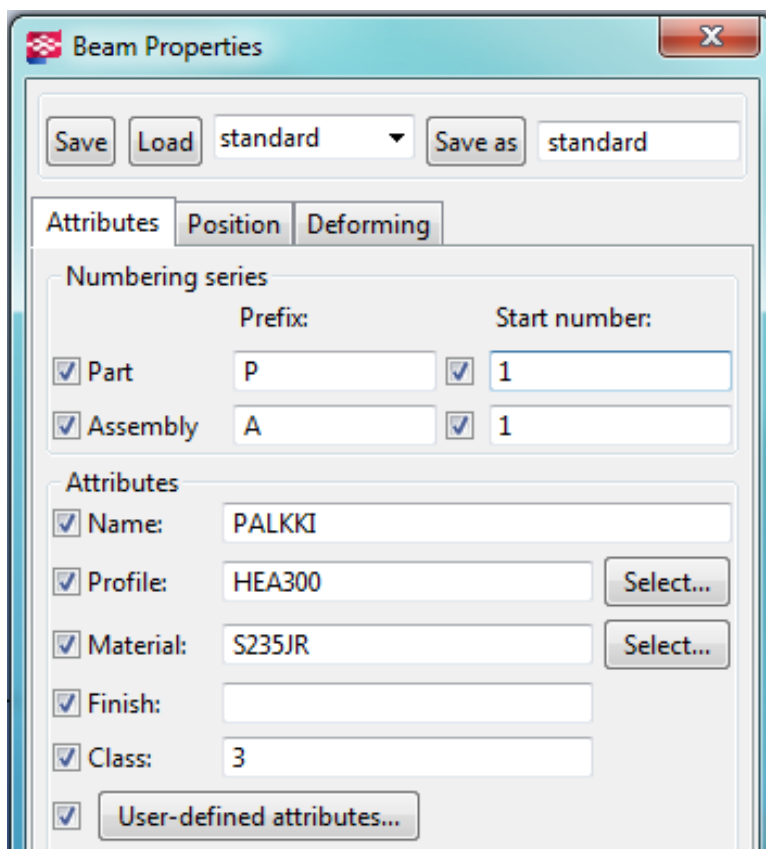 Beam Properties
Save Load standard Save as standard
Attributes Position Deforming
Numbering series
Prefix: Start number:
Part P 1
Assembly A 1
Attributes
Name: PALKKI
Profile: HEA300 Select...
Material: S235JR Select...
Finish:
Class: 3
User-defined attributes...